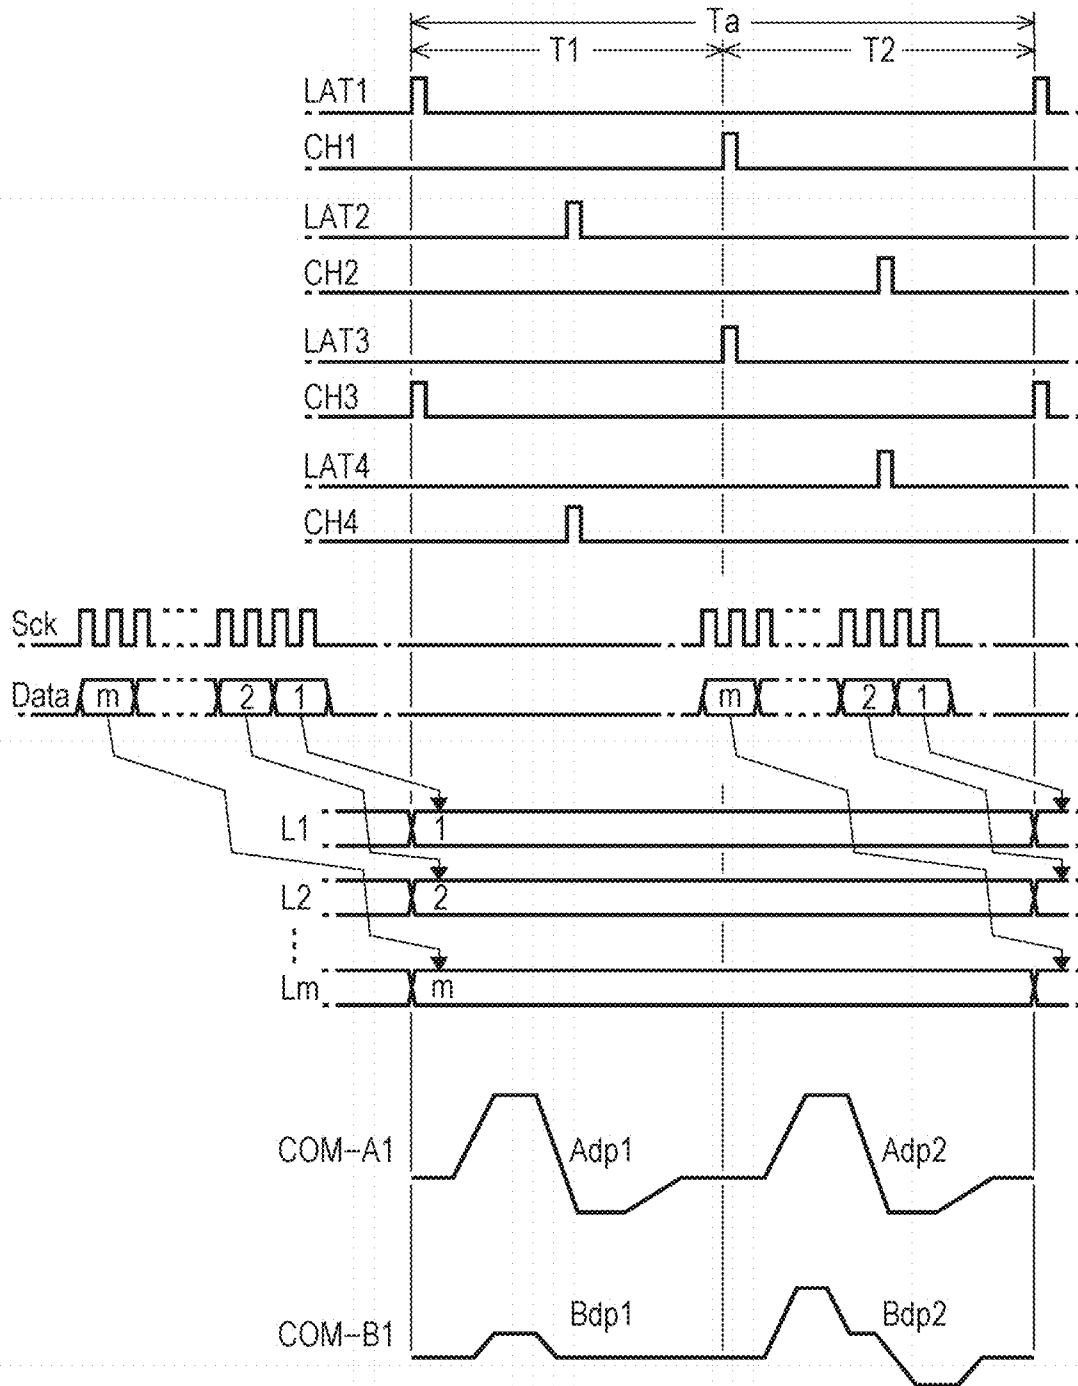 Ta
T1 T2
LAT1
CH1
LAT2
CH2
LAT3
CH3
LAT4
CH4
Sck
Data m 2 1 m 2 1
L1 1
L2 2
Lm m
COM-A1 Adp1 Adp2
COM-B1 Bdp1 Bdp2